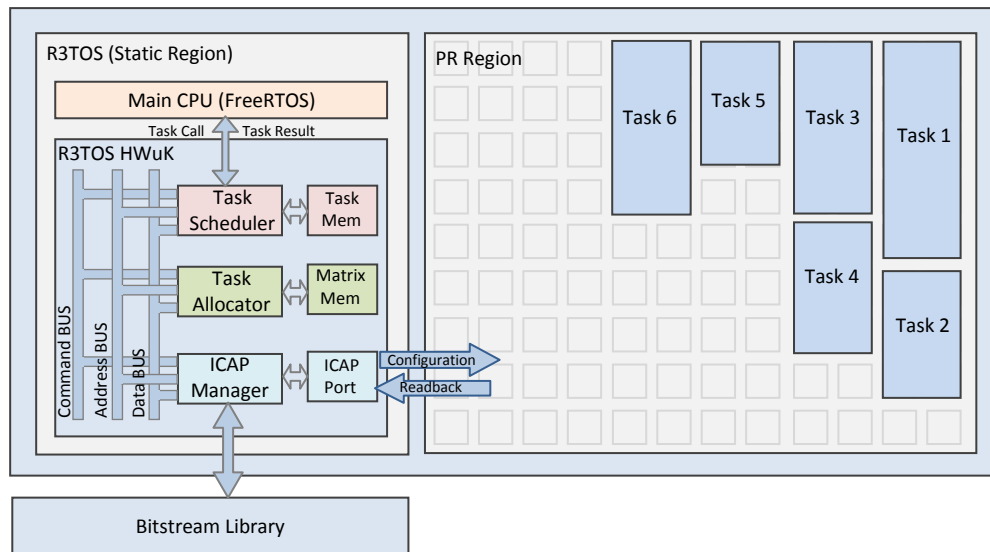 R3TOS (Static Region)
Main CPU (FreeRTOS)
Task Call
Task Result
R3TOS HWuK
Task
Scheduler
Task
Mem
Task
Allocator
Matrix
Mem
ICAP
Manager
ICAP
Port
Command BUS
Address BUS
Data BUS
Configuration
Readback
Bitstream Library
PR Region
Task 6
Task 5
Task 3
Task 1
Task 4
Task 2